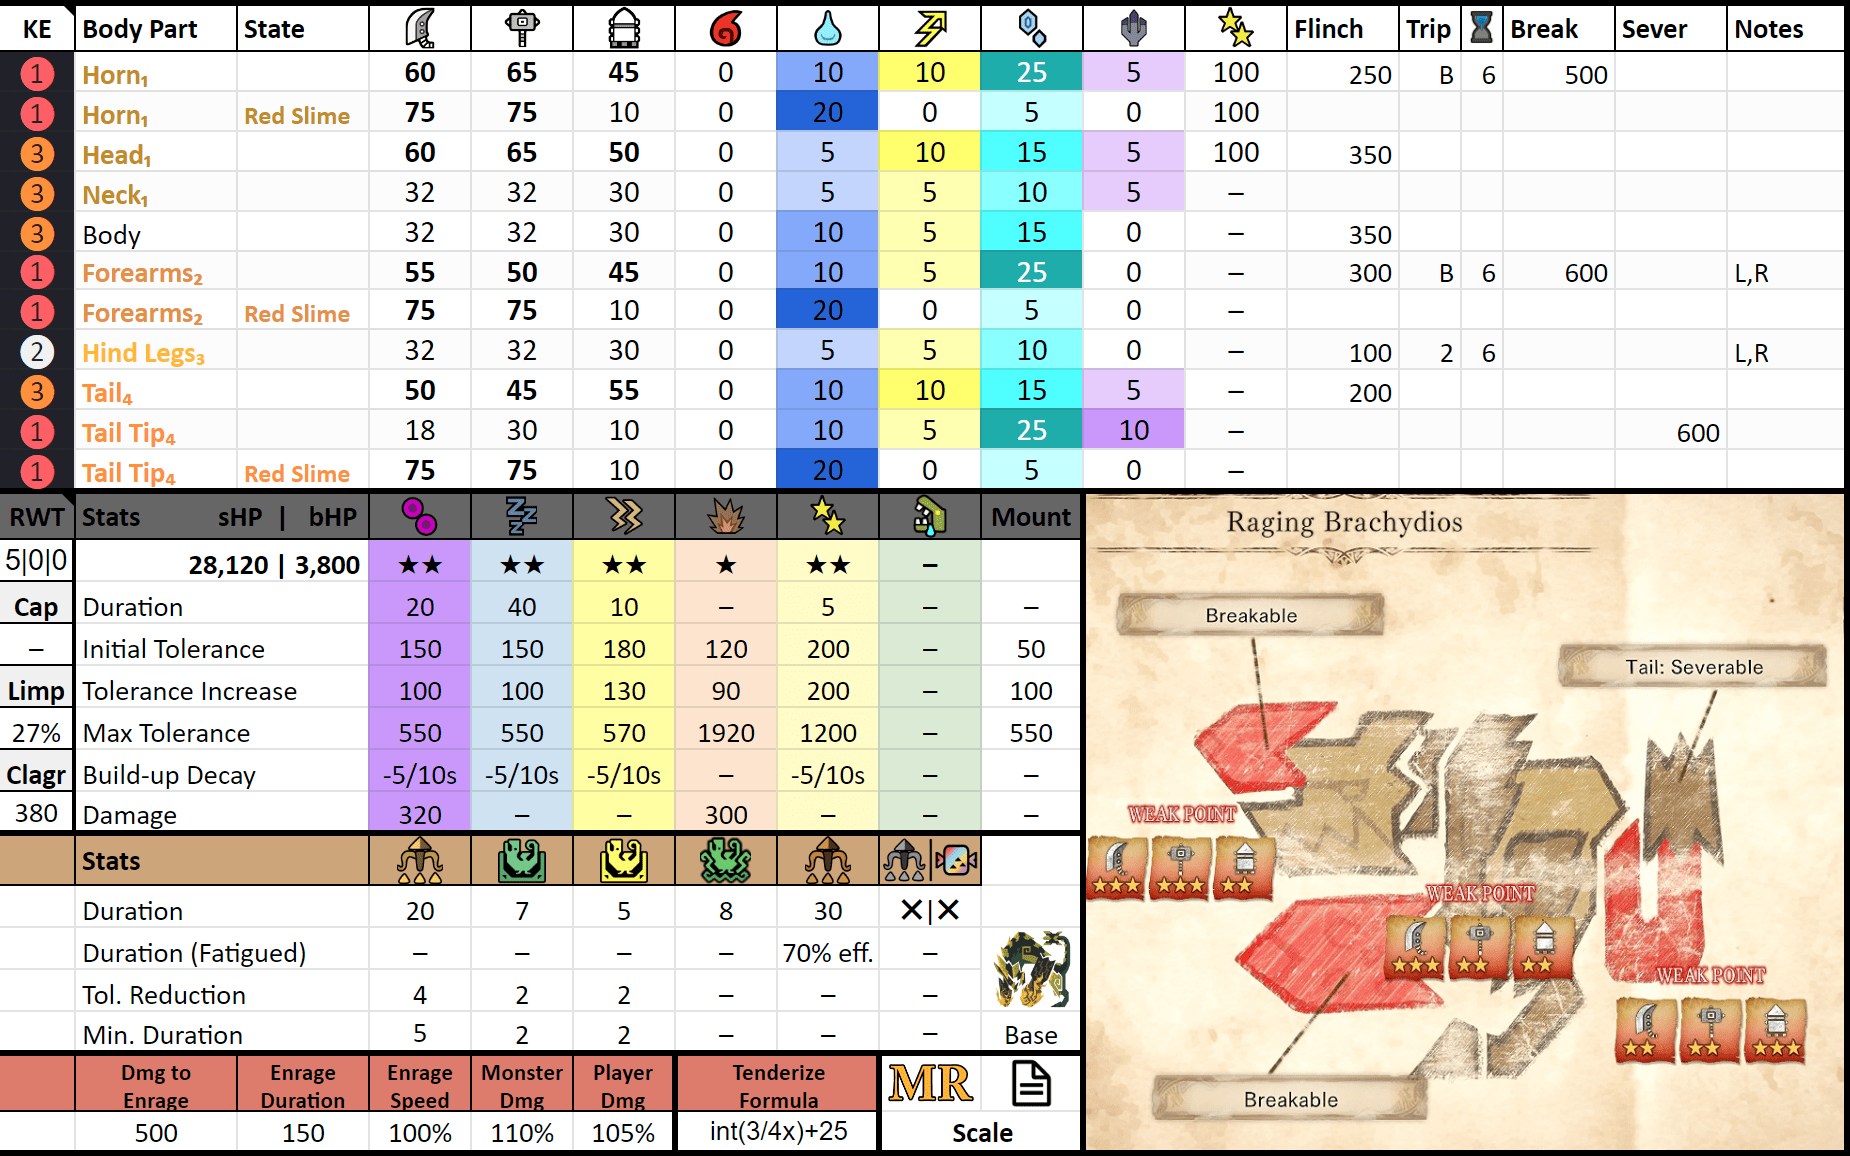 KE Body Part State Flinch Trip Break Sever Notes
1 Horn₁ 60 65 45 0 10 10 25 5 100 250 B 6 500
1 Horn₁ Red Slime 75 75 10 0 20 0 5 0 100
3 Head₁ 60 65 50 0 5 10 15 5 100 350
3 Neck₁ 32 32 30 0 5 5 10 5 –
3 Body 32 32 30 0 10 5 15 0 – 350
1 Forearms₂ 55 50 45 0 10 5 25 0 – 300 B 6 600 L,R
1 Forearms₂ Red Slime 75 75 10 0 20 0 5 0 –
2 Hind Legs₃ 32 32 30 0 5 5 10 0 – 100 2 6 L,R
3 Tail₄ 50 45 55 0 10 10 15 5 – 200
1 Tail Tip₄ 18 30 10 0 10 5 25 10 – 600
1 Tail Tip₄ Red Slime 75 75 10 0 20 0 5 0 –
RWT Stats sHP | bHP Mount
5|0|0 28,120 | 3,800 ★★ ★★ ★★ ★ ★★ –
Cap Duration 20 40 10 – 5 – –
– Initial Tolerance 150 150 180 120 200 – 50
Limp Tolerance Increase 100 100 130 90 200 – 100
27% Max Tolerance 550 550 570 1920 1200 – 550
Clagr Build-up Decay -5/10s -5/10s -5/10s – -5/10s – –
380 Damage 320 – – 300 – – –
Stats
Duration 20 7 5 8 30 ✕|✕
Duration (Fatigued) – – – – 70% eff. –
Tol. Reduction 4 2 2 – – –
Min. Duration 5 2 2 – – – Base
Dmg to Enrage Enrage Duration Enrage Speed Monster Dmg Player Dmg Tenderize Formula MR
500 150 100% 110% 105% int(3/4x)+25 Scale
Raging Brachydios
Breakable
Tail: Severable
WEAK POINT
WEAK POINT
WEAK POINT
Breakable